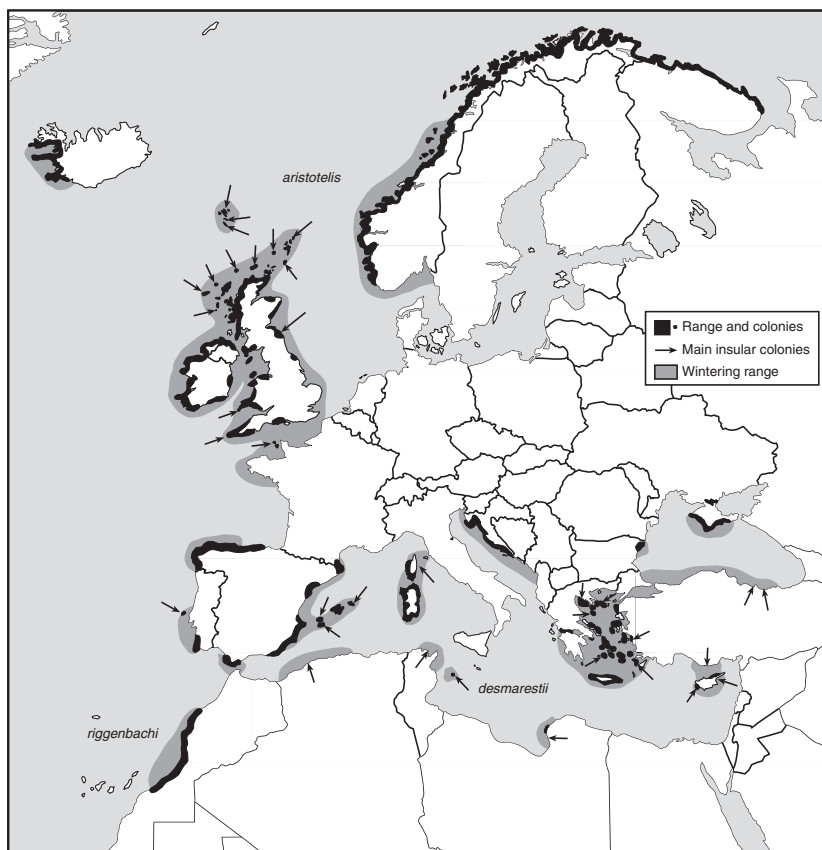 aristotelis
Range and colonies
Main insular colonies
Wintering range
desmarestii
riggenbachi